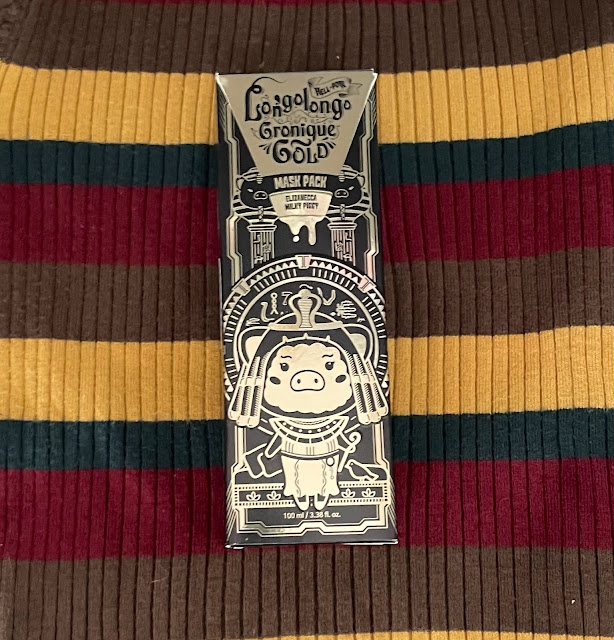 HELL-PORE
Longolongo
Gronique
GOLD
MASK PACK
ELIZAVECCA
MILKY PIGGY
100 ml / 3.38 fl. oz.